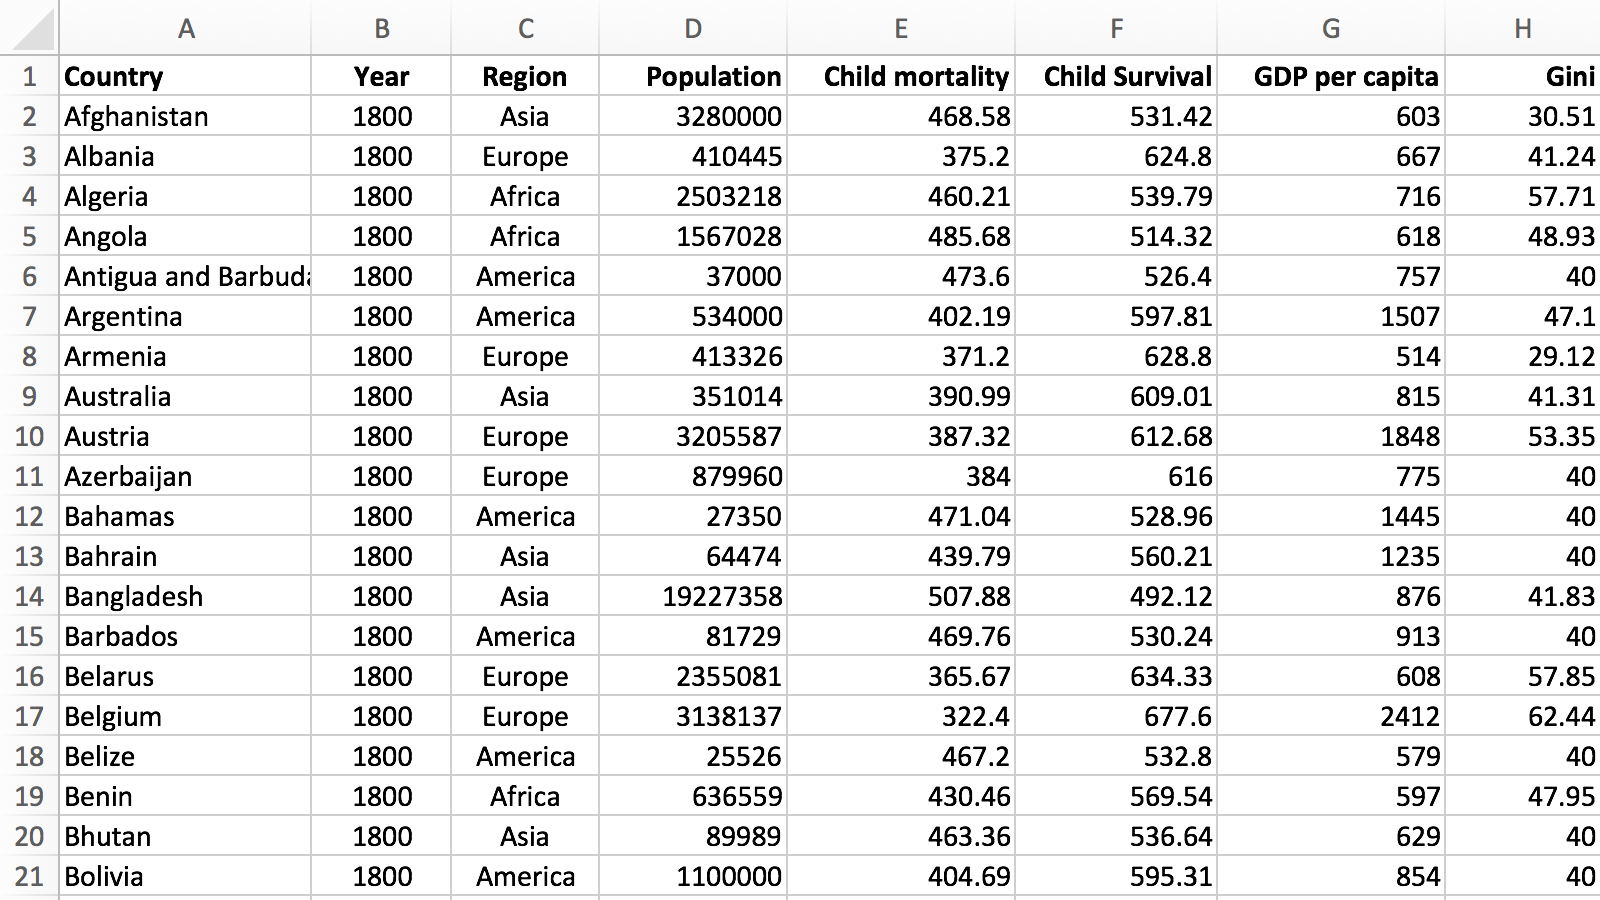 A B C D E F G H
1 Country Year Region Population Child mortality Child Survival GDP per capita Gini
2 Afghanistan 1800 Asia 3280000 468.58 531.42 603 30.51
3 Albania 1800 Europe 410445 375.2 624.8 667 41.24
4 Algeria 1800 Africa 2503218 460.21 539.79 716 57.71
5 Angola 1800 Africa 1567028 485.68 514.32 618 48.93
6 Antigua and Barbuda 1800 America 37000 473.6 526.4 757 40
7 Argentina 1800 America 534000 402.19 597.81 1507 47.1
8 Armenia 1800 Europe 413326 371.2 628.8 514 29.12
9 Australia 1800 Asia 351014 390.99 609.01 815 41.31
10 Austria 1800 Europe 3205587 387.32 612.68 1848 53.35
11 Azerbaijan 1800 Europe 879960 384 616 775 40
12 Bahamas 1800 America 27350 471.04 528.96 1445 40
13 Bahrain 1800 Asia 64474 439.79 560.21 1235 40
14 Bangladesh 1800 Asia 19227358 507.88 492.12 876 41.83
15 Barbados 1800 America 81729 469.76 530.24 913 40
16 Belarus 1800 Europe 2355081 365.67 634.33 608 57.85
17 Belgium 1800 Europe 3138137 322.4 677.6 2412 62.44
18 Belize 1800 America 25526 467.2 532.8 579 40
19 Benin 1800 Africa 636559 430.46 569.54 597 47.95
20 Bhutan 1800 Asia 89989 463.36 536.64 629 40
21 Bolivia 1800 America 1100000 404.69 595.31 854 40